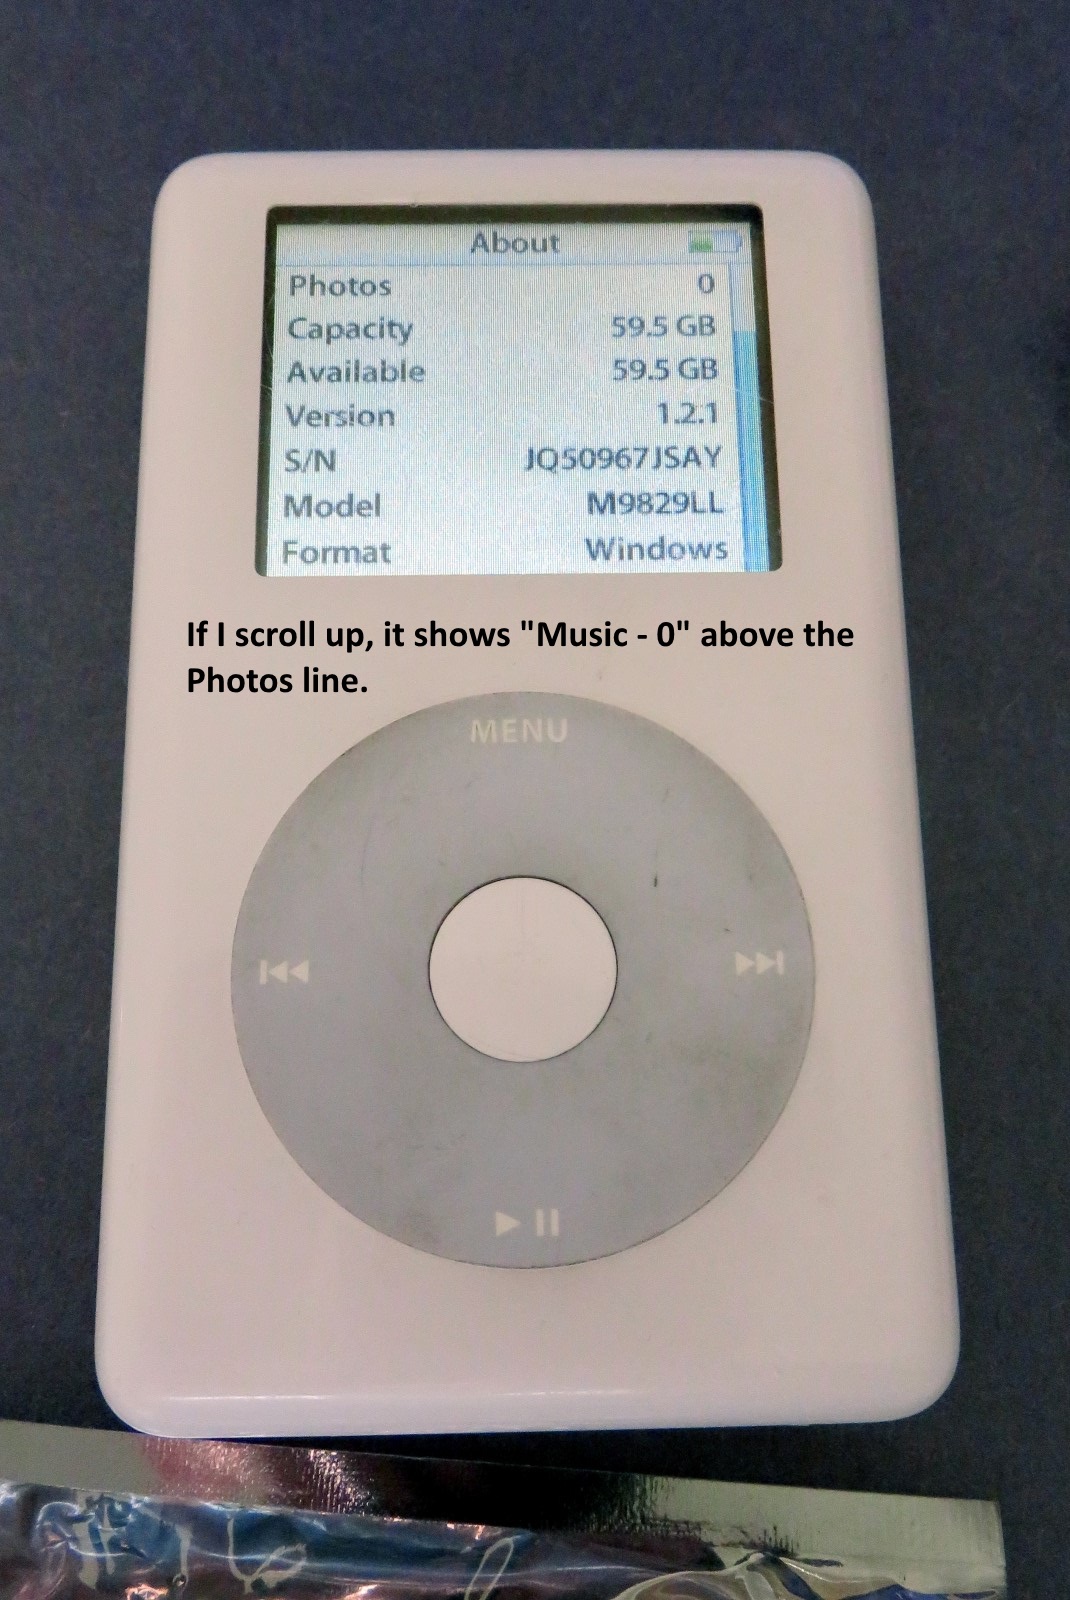 About
Photos 0
Capacity 59.5 GB
Available 59.5 GB
Version 1.2.1
S/N JQ50967JSAY
Model M9829LL
Format Windows
If I scroll up, it shows "Music - 0" above the
Photos line.
MENU